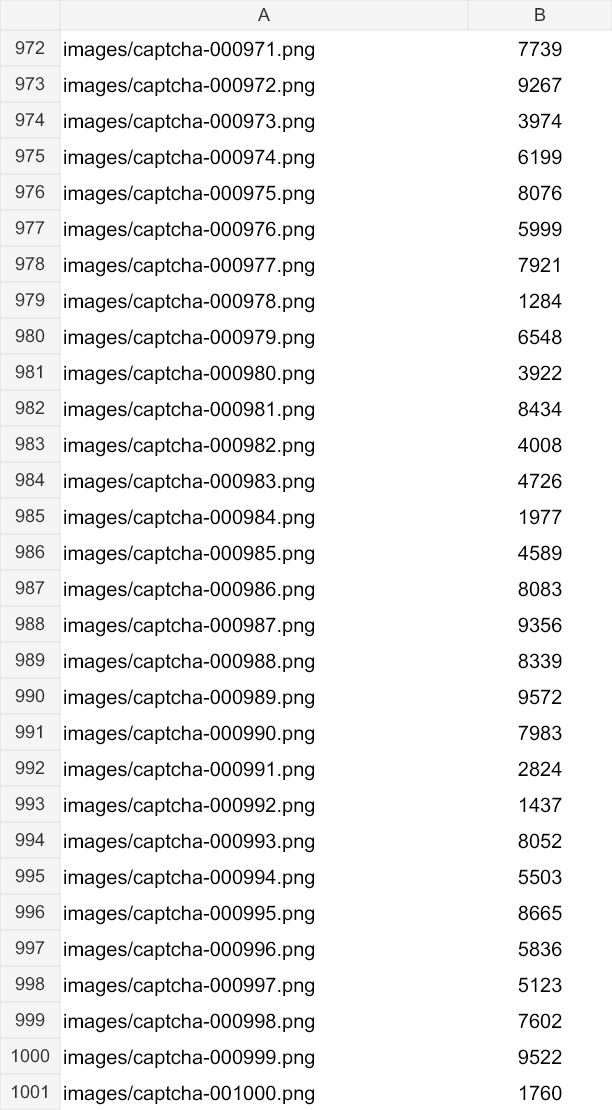 A B
972 images/captcha-000971.png 7739
973 images/captcha-000972.png 9267
974 images/captcha-000973.png 3974
975 images/captcha-000974.png 6199
976 images/captcha-000975.png 8076
977 images/captcha-000976.png 5999
978 images/captcha-000977.png 7921
979 images/captcha-000978.png 1284
980 images/captcha-000979.png 6548
981 images/captcha-000980.png 3922
982 images/captcha-000981.png 8434
983 images/captcha-000982.png 4008
984 images/captcha-000983.png 4726
985 images/captcha-000984.png 1977
986 images/captcha-000985.png 4589
987 images/captcha-000986.png 8083
988 images/captcha-000987.png 9356
989 images/captcha-000988.png 8339
990 images/captcha-000989.png 9572
991 images/captcha-000990.png 7983
992 images/captcha-000991.png 2824
993 images/captcha-000992.png 1437
994 images/captcha-000993.png 8052
995 images/captcha-000994.png 5503
996 images/captcha-000995.png 8665
997 images/captcha-000996.png 5836
998 images/captcha-000997.png 5123
999 images/captcha-000998.png 7602
1000 images/captcha-000999.png 9522
1001 images/captcha-001000.png 1760